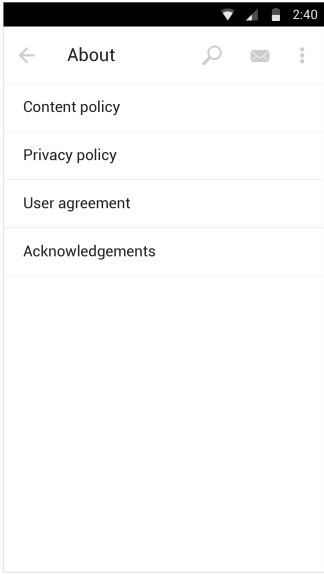 2:40
About
Content policy
Privacy policy
User agreement
Acknowledgements